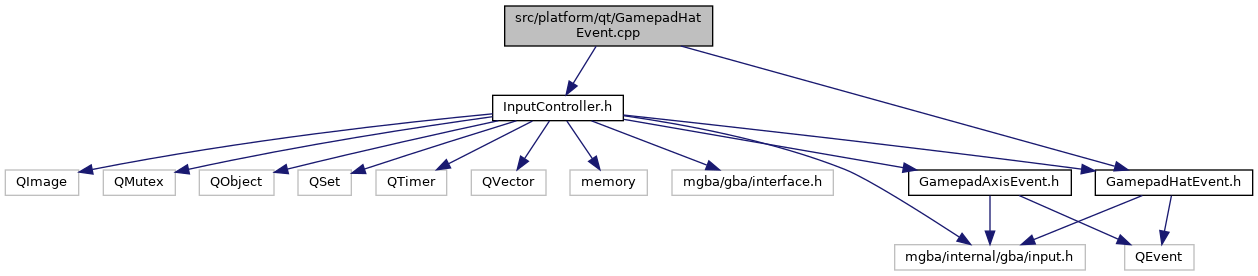 src/platform/qt/GamepadHat
Event.cpp
InputController.h
QImage
QMutex
QObject
QSet
QTimer
QVector
memory
mgba/gba/interface.h
GamepadAxisEvent.h
GamepadHatEvent.h
mgba/internal/gba/input.h
QEvent